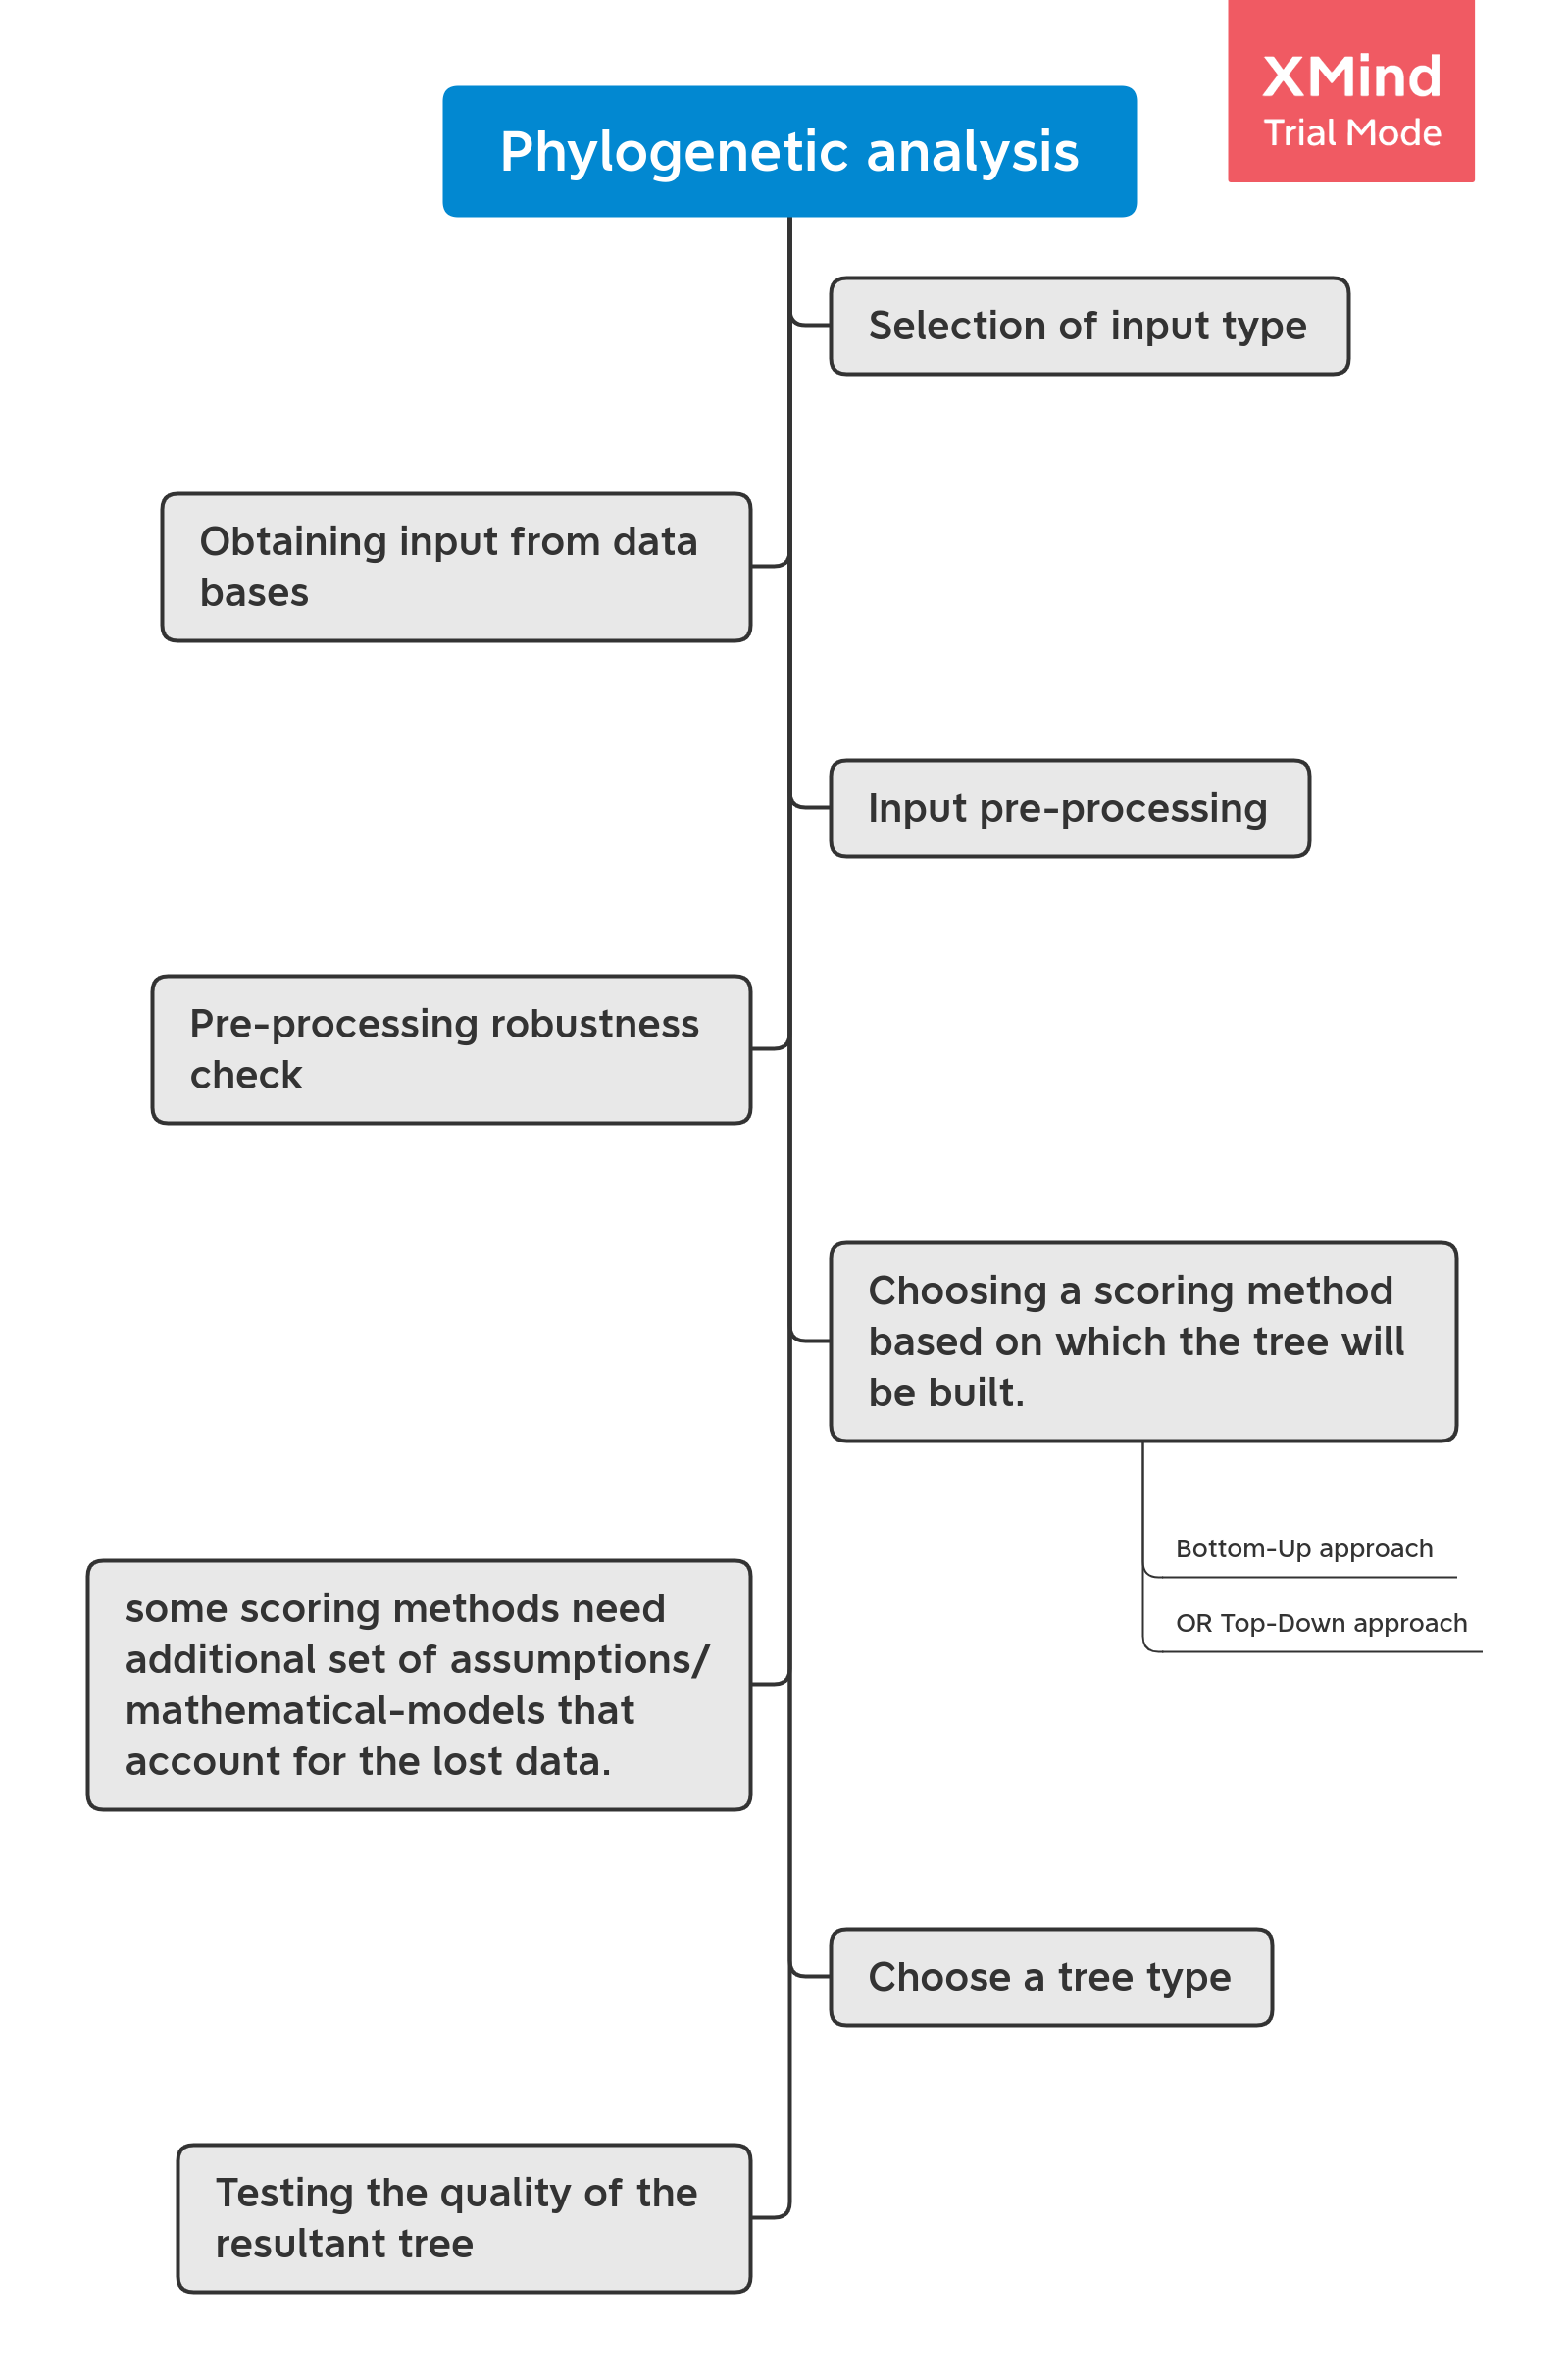 XMind
Trial Mode
Phylogenetic analysis
Selection of input type
Obtaining input from data
bases
Input pre-processing
Pre-processing robustness
check
Choosing a scoring method
based on which the tree will
be built.
Bottom-Up approach
OR Top-Down approach
some scoring methods need
additional set of assumptions/
mathematical-models that
account for the lost data.
Choose a tree type
Testing the quality of the
resultant tree